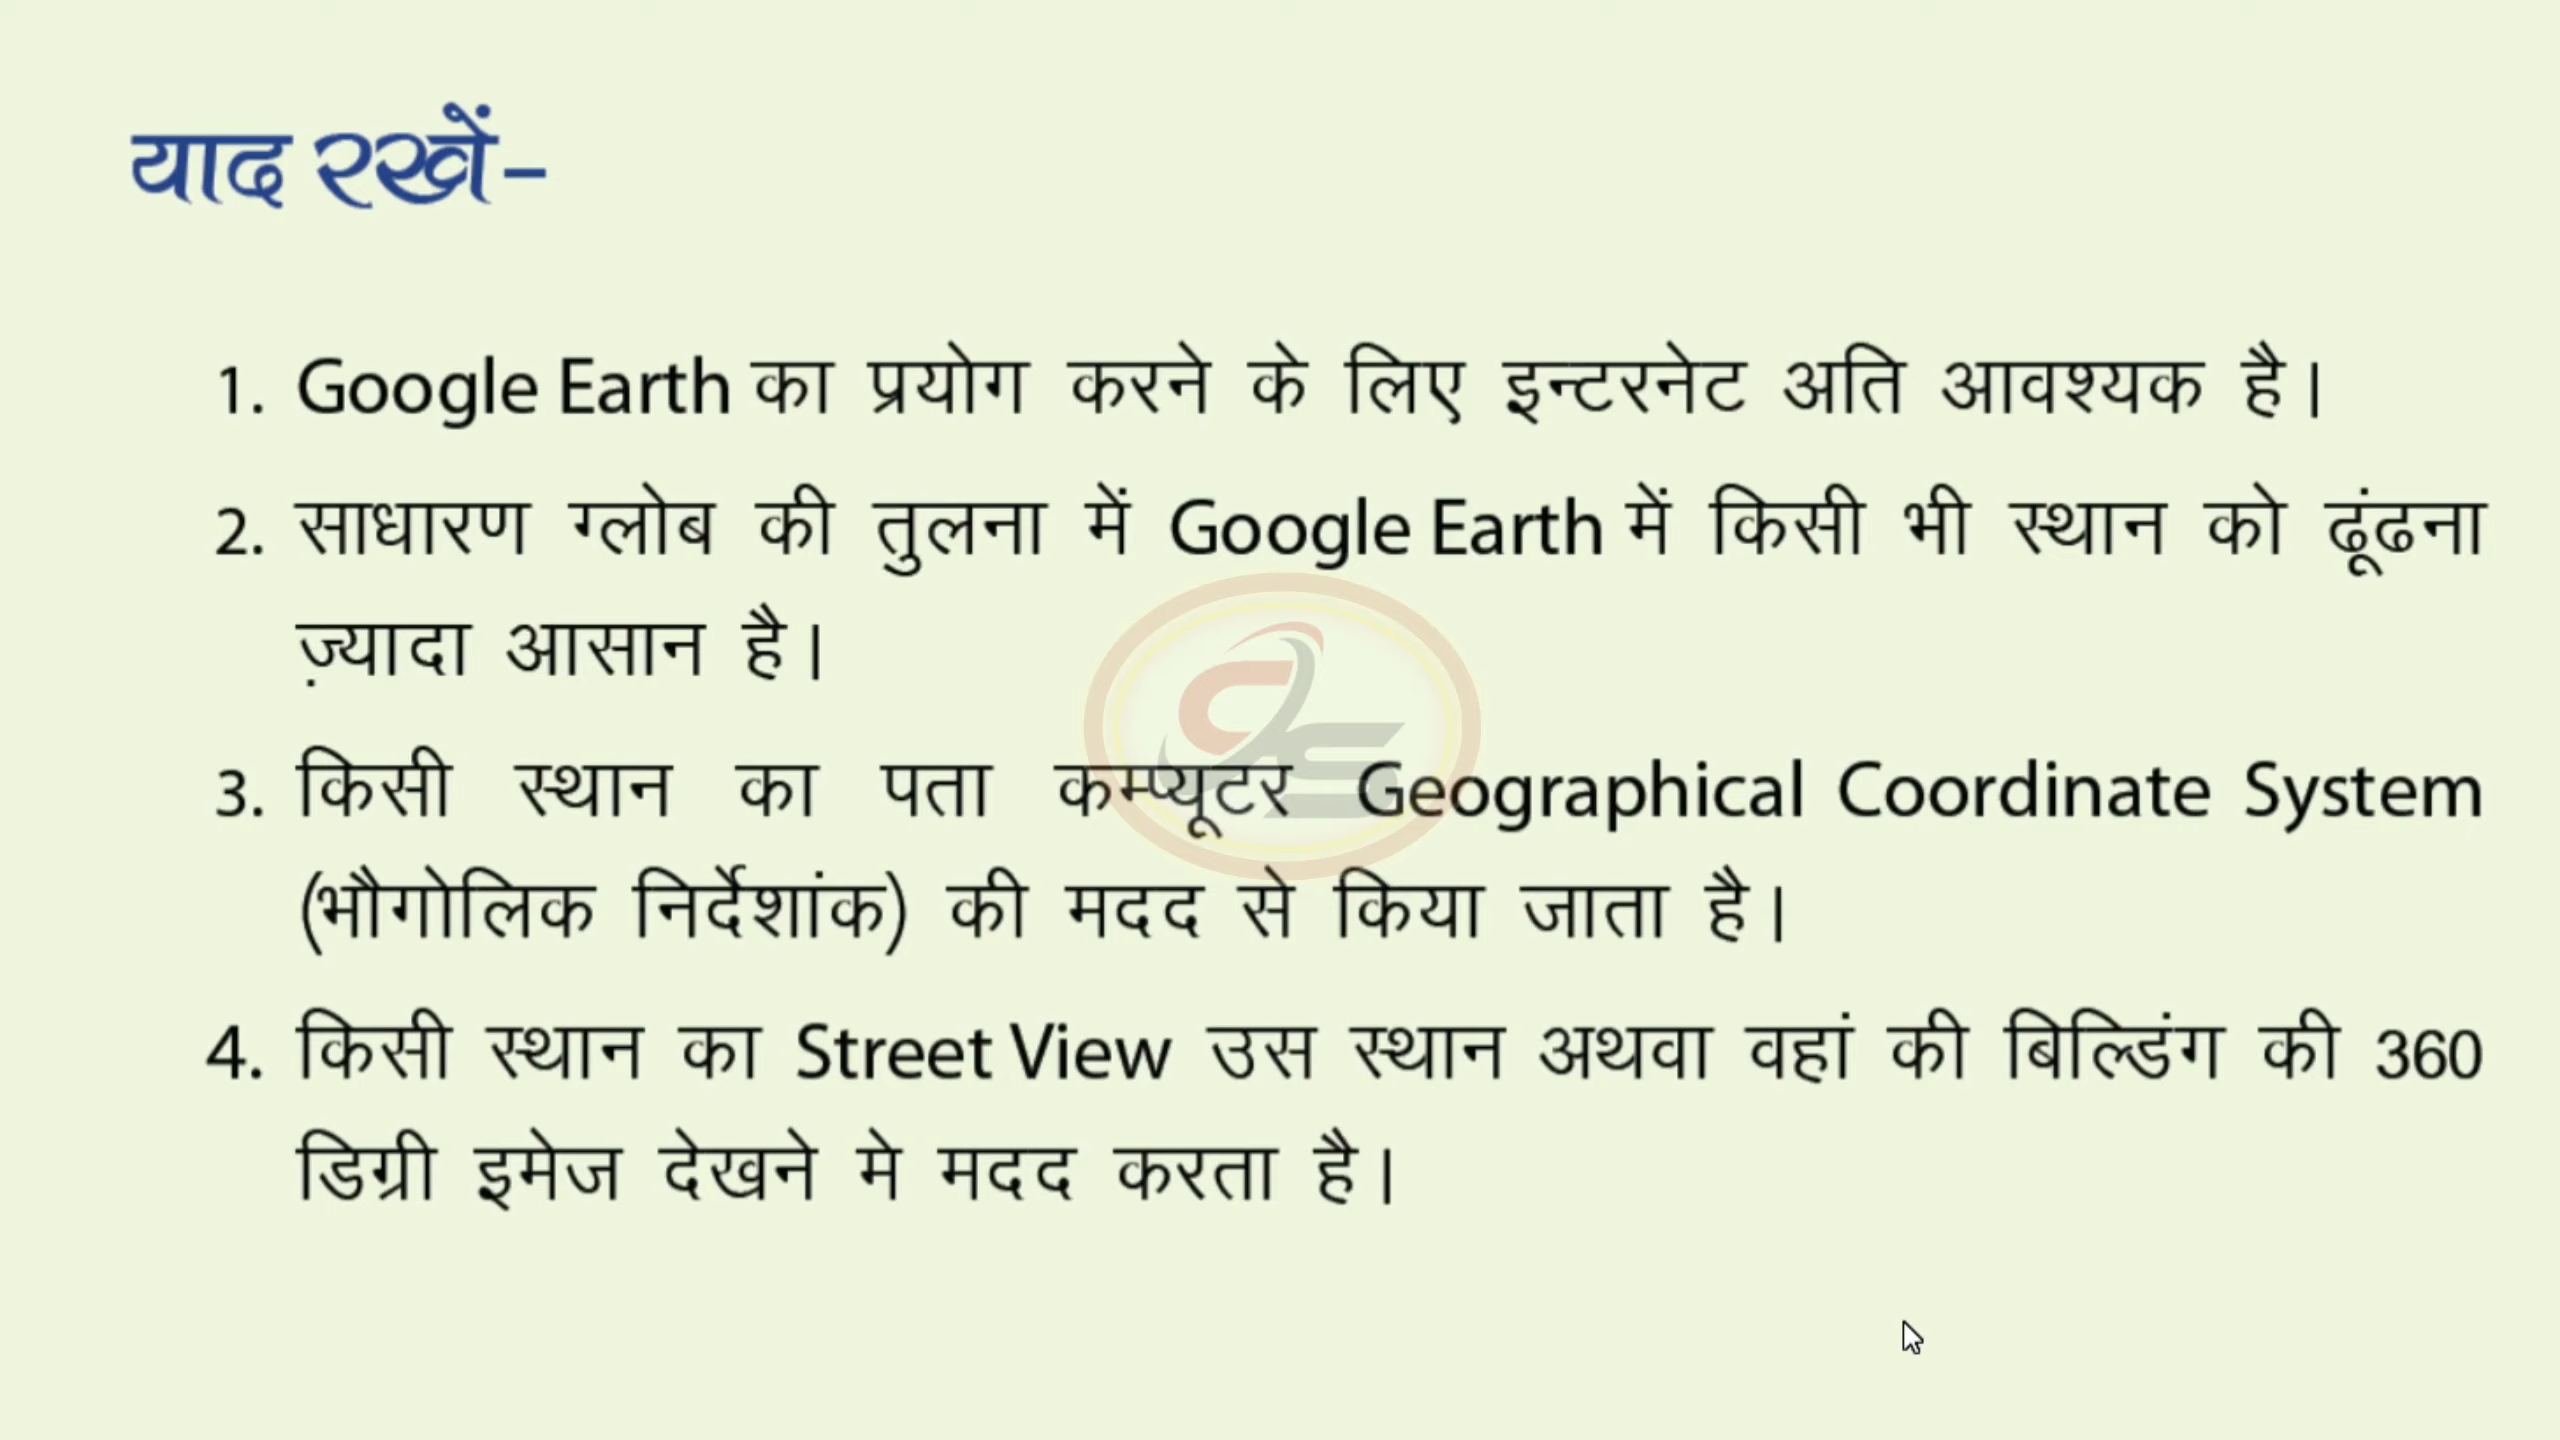 याद रखें-
1. Google Earth का प्रयोग करने के लिए इन्टरनेट अति आवश्यक है।
2. साधारण ग्लोब की तुलना में Google Earth में किसी भी स्थान को ढूंढना
ज़्यादा आसान है।
3. किसी स्थान का पता कम्प्यूटर Geographical Coordinate System
(भौगोलिक निर्देशांक) की मदद से किया जाता है।
4. किसी स्थान का Street View उस स्थान अथवा वहां की बिल्डिंग की 360
डिग्री इमेज देखने मे मदद करता है।